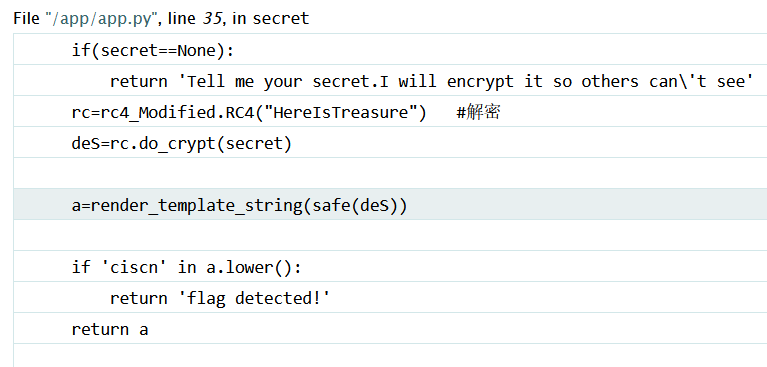 File "/app/app.py", line 35, in secret
if(secret==None):
return 'Tell me your secret.I will encrypt it so others can\'t see'
rc=rc4_Modified.RC4("HereIsTreasure")   #解密
deS=rc.do_crypt(secret)
a=render_template_string(safe(deS))
if 'ciscn' in a.lower():
return 'flag detected!'
return a